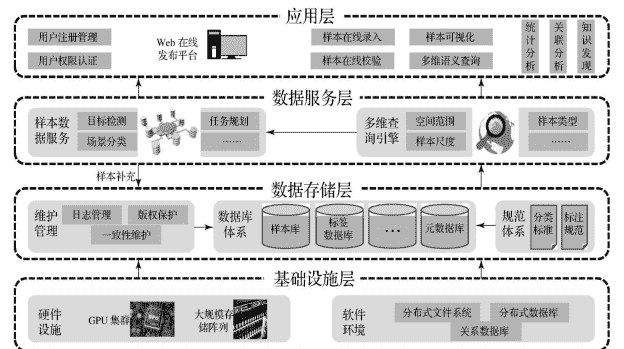 应用层
用户注册管理
用户权限认证
Web 在线
发布平台
样本在线录入
样本可视化
样本在线校验
多维语义查询
统计分析
关联分析
知识发现
数据服务层
样本数
据服务
目标检测
场景分类
任务规划
……
多维查
询引擎
空间范围
样本尺度
样本类型
……
样本补充
数据存储层
维护
管理
日志管理
版权保护
一致性维护
数据库
体系
样本库
标签
数据库
...
元数据库
规范
体系
分类
标准
标注
规范
基础设施层
硬件
设施
GPU 集群
大规模存
储阵列
软件
环境
分布式文件系统
分布式数据库
关系数据库